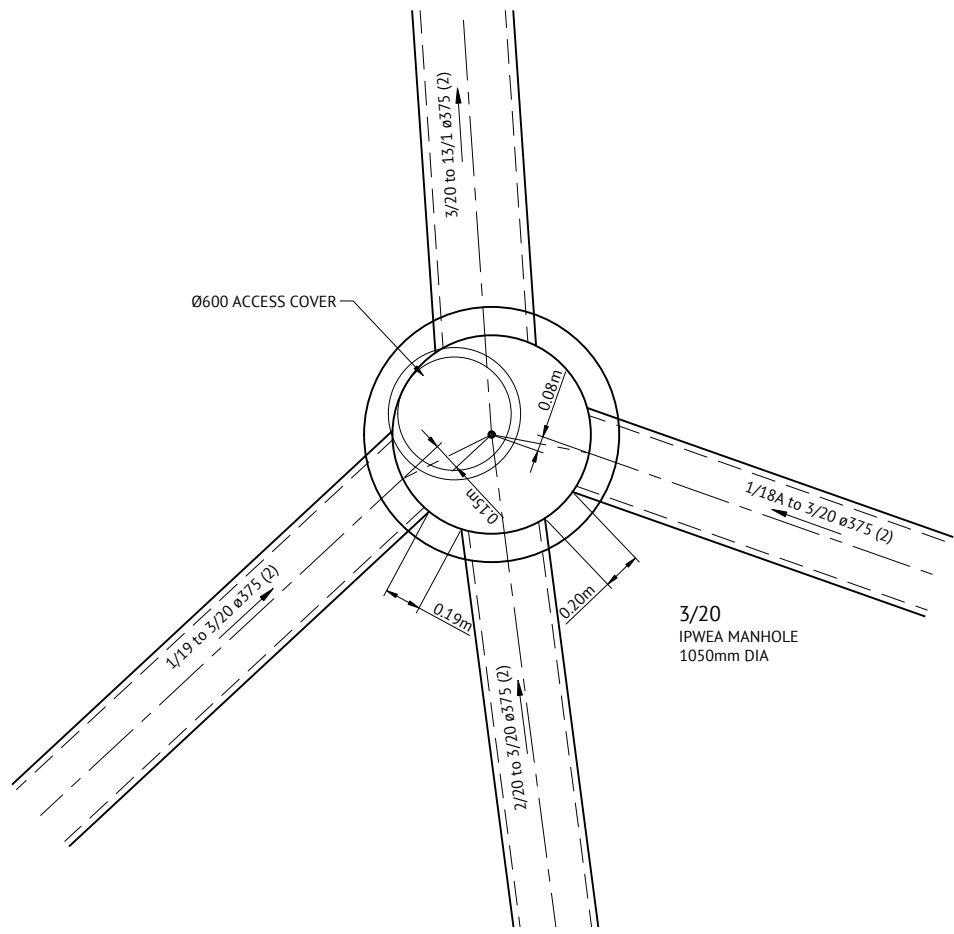 3/20 to 13/1 ø375 (2)
Ø600 ACCESS COVER
0.08m
0.15m
1/18A to 3/20 ø375 (2)
1/19 to 3/20 ø375 (2)
0.19m
0.20m
3/20
IPWEA MANHOLE
1050mm DIA
2/20 to 3/20 ø375 (2)